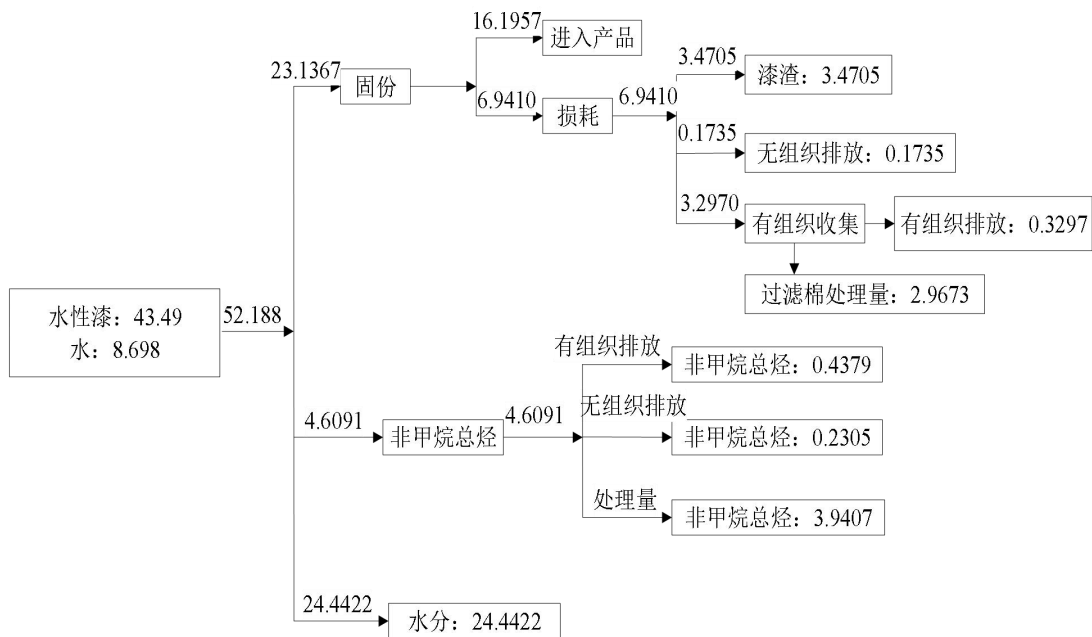 16.1957
进入产品
23.1367
固份
6.9410
损耗
6.9410
3.4705
漆渣：3.4705
0.1735
无组织排放：0.1735
3.2970
有组织收集
有组织排放：0.3297
过滤棉处理量：2.9673
水性漆：43.49
水：8.698
52.188
有组织排放
非甲烷总烃：0.4379
4.6091
非甲烷总烃
4.6091
无组织排放
非甲烷总烃：0.2305
处理量
非甲烷总烃：3.9407
24.4422
水分：24.4422